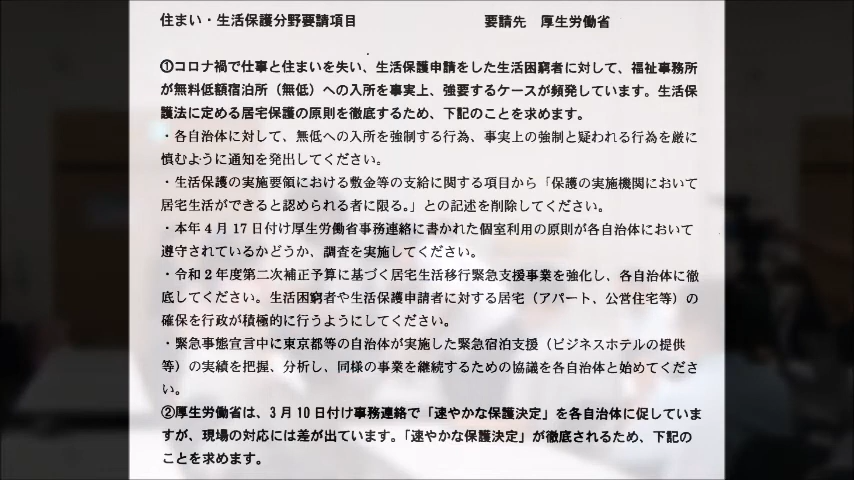 住まい・生活保護分野要請項目　要請先　厚生労働省
①コロナ禍で仕事と住まいを失い、生活保護申請をした生活困窮者に対して、福祉事務所
が無料低額宿泊所（無低）への入所を事実上、強要するケースが頻発しています。生活保
護法に定める居宅保護の原則を徹底するため、下記のことを求めます。
・各自治体に対して、無低への入所を強制する行為、事実上の強制と疑われる行為を厳に
慎むように通知を発出してください。
・生活保護の実施要領における敷金等の支給に関する項目から「保護の実施機関において
居宅生活ができると認められる者に限る。」との記述を削除してください。
・本年４月17日付け厚生労働省事務連絡に書かれた個室利用の原則が各自治体において
遵守されているかどうか、調査を実施してください。
・令和２年度第二次補正予算に基づく居宅生活移行緊急支援事業を強化し、各自治体に徹
底してください。生活困窮者や生活保護申請者に対する居宅（アパート、公営住宅等）の
確保を行政が積極的に行うようにしてください。
・緊急事態宣言中に東京都等の自治体が実施した緊急宿泊支援（ビジネスホテルの提供
等）の実績を把握、分析し、同様の事業を継続するための協議を各自治体と始めてくださ
い。
②厚生労働省は、３月10日付け事務連絡で「速やかな保護決定」を各自治体に促していま
すが、現場の対応には差が出ています。「速やかな保護決定」が徹底されるため、下記の
ことを求めます。